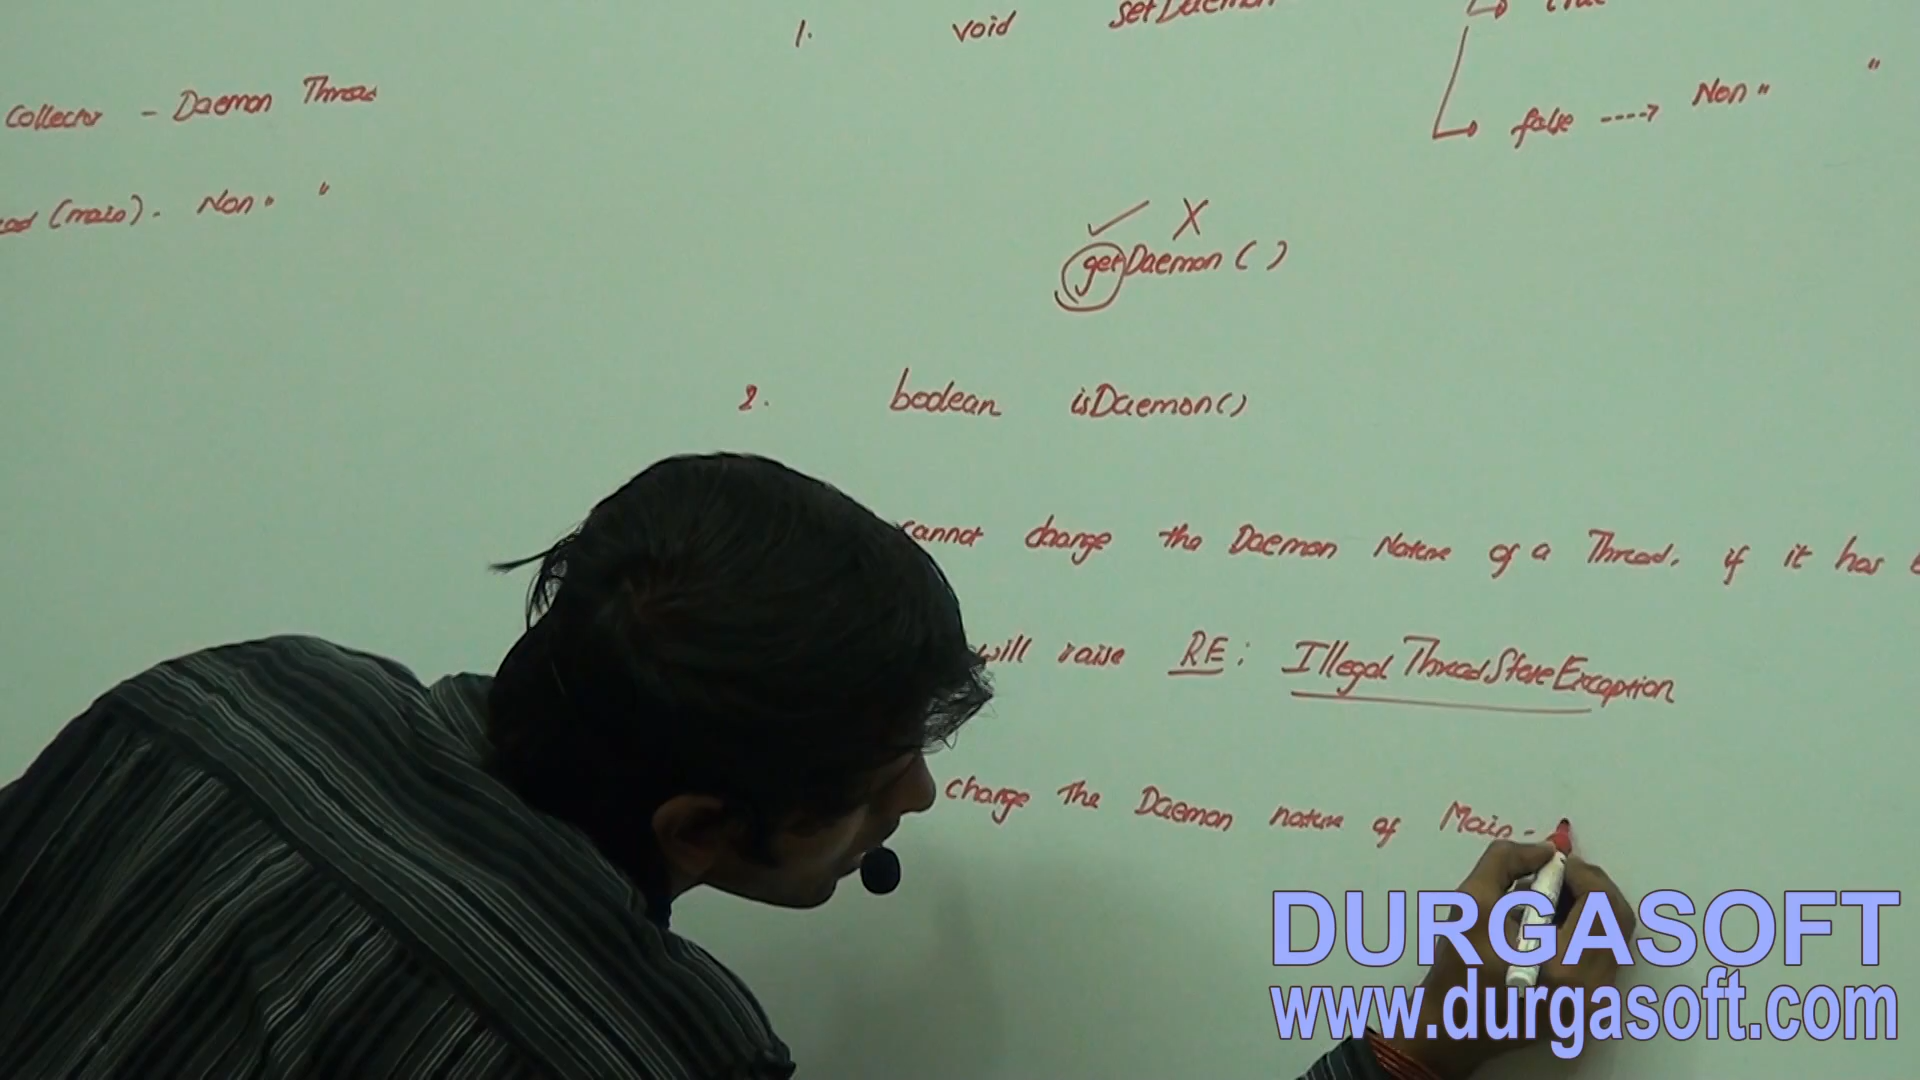 1. void setDaemon
Collector - Daemon Thread
false ----> Non " "
(main). Non " "
✓ X
getDaemon ( )
2. boolean isDaemon()
cannot change the Daemon Nature of a Thread. if it has
will raise RE : IllegalThreadStateException
change the Daemon nature of Main-
DURGASOFT
www.durgasoft.com